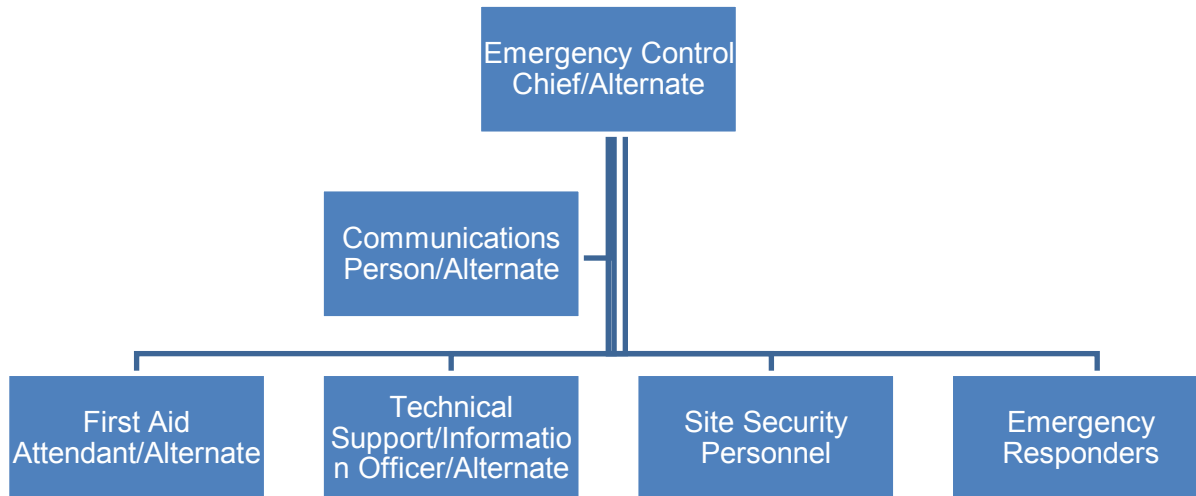 Emergency Control
Chief/Alternate
Communications
Person/Alternate
First Aid
Attendant/Alternate
Technical
Support/Informatio
n Officer/Alternate
Site Security
Personnel
Emergency
Responders